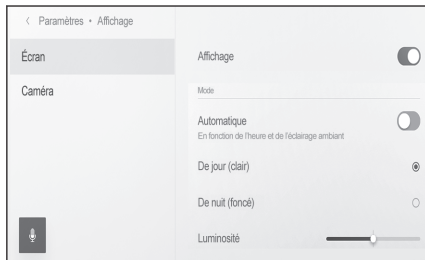 Paramètres • Affichage
Écran
Caméra
Affichage
Mode
Automatique
En fonction de l'heure et de l'éclairage ambiant
De jour (clair)
De nuit (foncé)
Luminosité